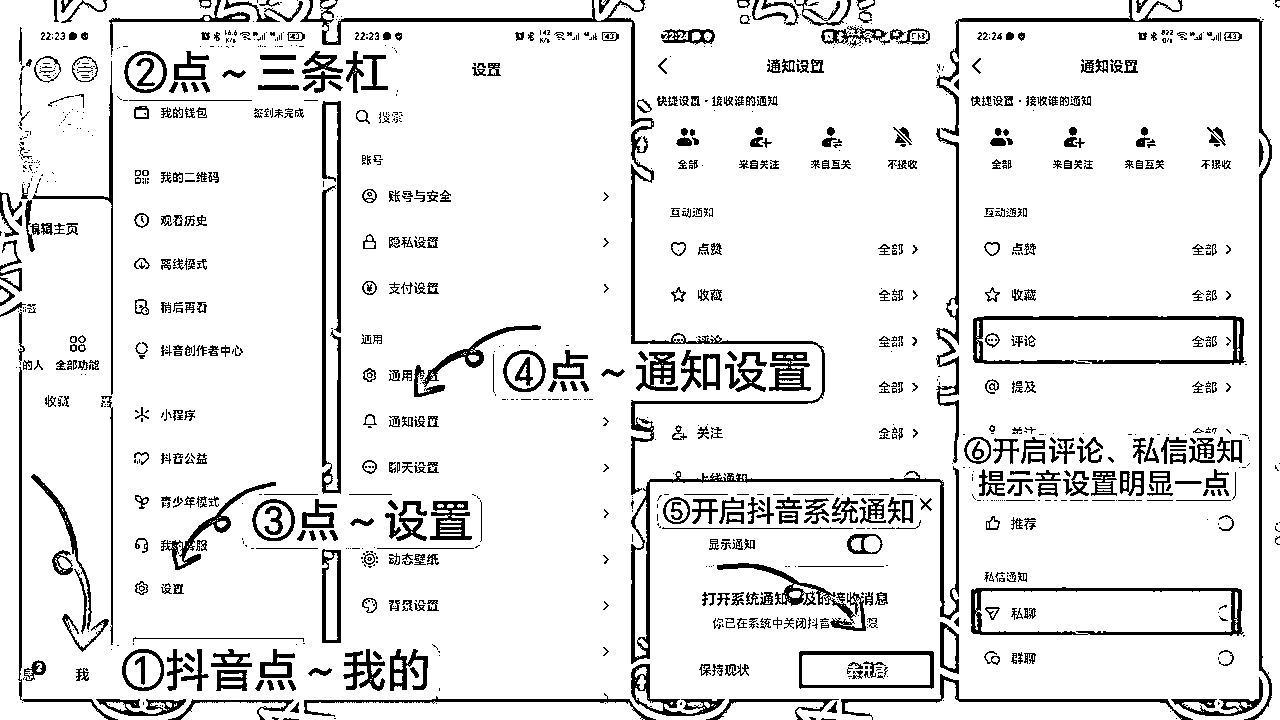 22:23
②点～三条杠
我的钱包
签到未完成
我的二维码
观看历史
离线模式
稍后再看
抖音创作者中心
小程序
抖音公益
青少年模式
设置
编辑主页
的人 全部功能
收藏
我
①抖音点～我的
③点～设置
22:23
设置
搜索
账号
账号与安全
隐私设置
支付设置
通用
通知设置
聊天设置
动态壁纸
背景设置
④点～通知设置
22:24
通知设置
快捷设置·接收谁的通知
全部
来自关注
来自互关
不接收
互动通知
点赞 全部
收藏 全部
评论 全部
全部
关注 全部
上线通知
⑤开启抖音系统通知
显示通知
打开系统通知 及时接收消息
你已在系统中关闭抖音
保持现状
去开启
22:24
通知设置
快捷设置·接收谁的通知
全部
来自关注
来自互关
不接收
互动通知
点赞 全部
收藏 全部
评论 全部
提及 全部
关注 全部
⑥开启评论、私信通知
提示音设置明显一点
推荐
私信通知
私聊
群聊